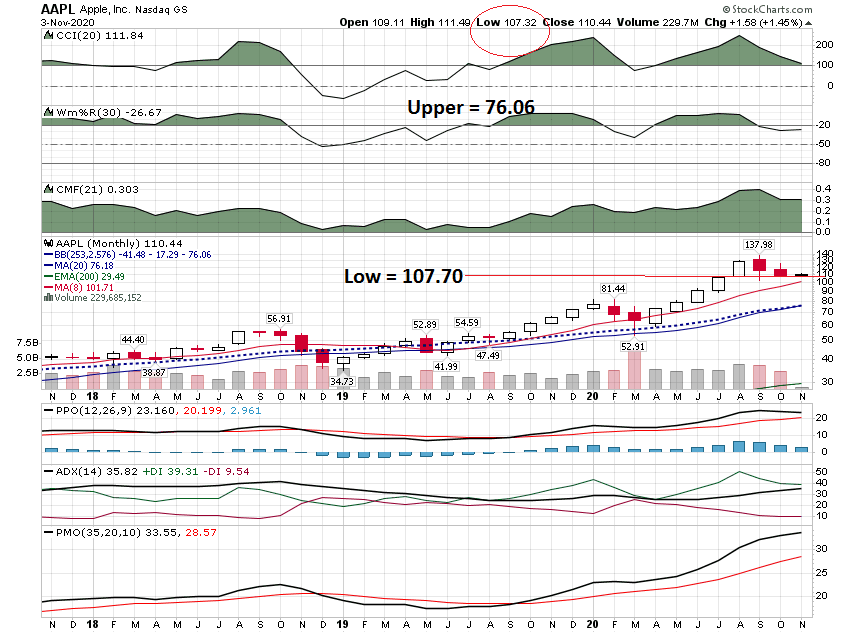 AAPL Apple, Inc. Nasdaq GS © StockCharts.com
3-Nov-2020 Open 109.11 High 111.49 Low 107.32 Close 110.44 Volume 229.7M Chg +1.58 (+1.45%)
CCI(20) 111.84
200
100
0
Wm%R(30) -26.67
Upper = 76.06
-20
-50
-80
CMF(21) 0.303
0.4
0.3
0.2
0.1
0.0
AAPL (Monthly) 110.44
BB(253,2.576) -41.48 - 17.29 - 76.06
MA(20) 76.18
EMA(200) 29.49
MA(8) 101.71
Volume 229,685,152
Low = 107.70
137.98
81.44
56.91
44.40
52.89
54.59
38.87
34.73
41.99
47.49
52.91
7.5B
5.0B
2.5B
140
100
90
80
70
60
50
40
30
N D 18 F M A M J J A S O N D 19 F M A M J J A S O N D 20 F M A M J J A S O N
PPO(12,26,9) 23.160, 20.199, 2.961
20
10
0
ADX(14) 35.82 +DI 39.31 -DI 9.54
50
40
30
20
10
PMO(35,20,10) 33.55, 28.57
30
25
20
N D 18 F M A M J J A S O N D 19 F M A M J J A S O N D 20 F M A M J J A S O N